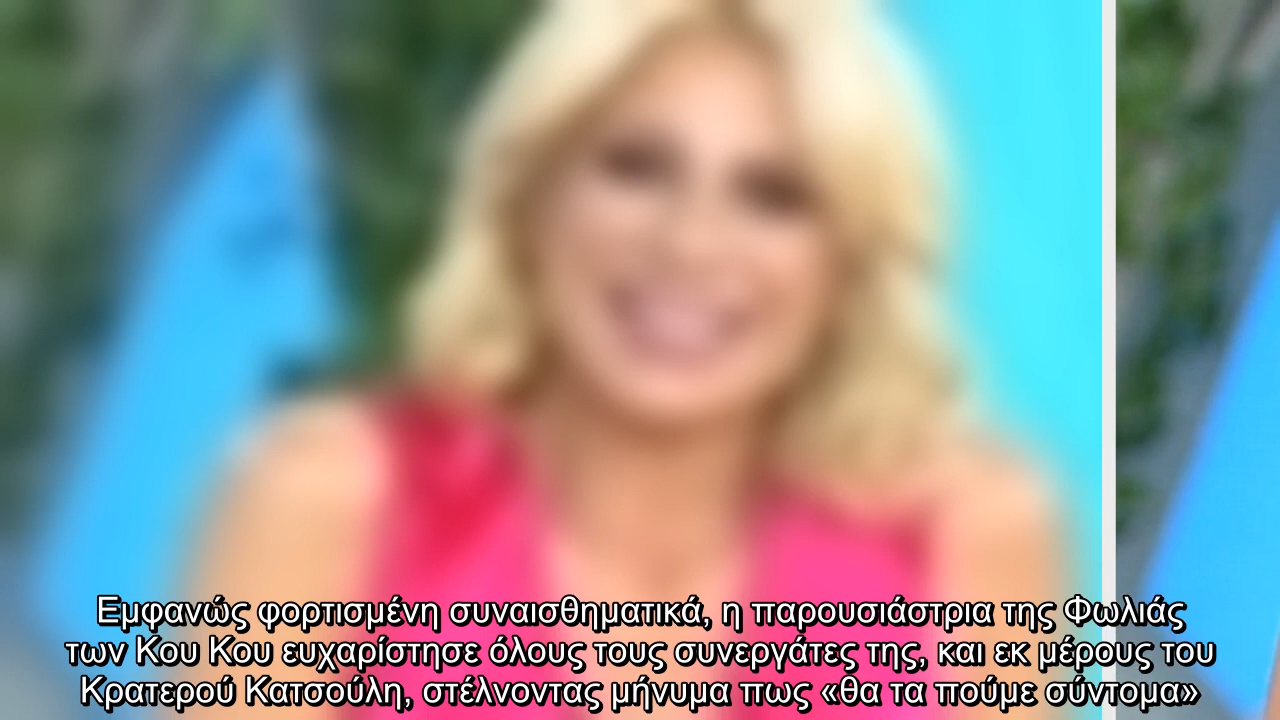 Εμφανώς φορτισμένη συναισθηματικά, η παρουσιάστρια της Φωλιάς
των Κου Κου ευχαρίστησε όλους τους συνεργάτες της, και εκ μέρους του
Κρατερού Κατσούλη, στέλνοντας μήνυμα πως «θα τα πούμε σύντομα»